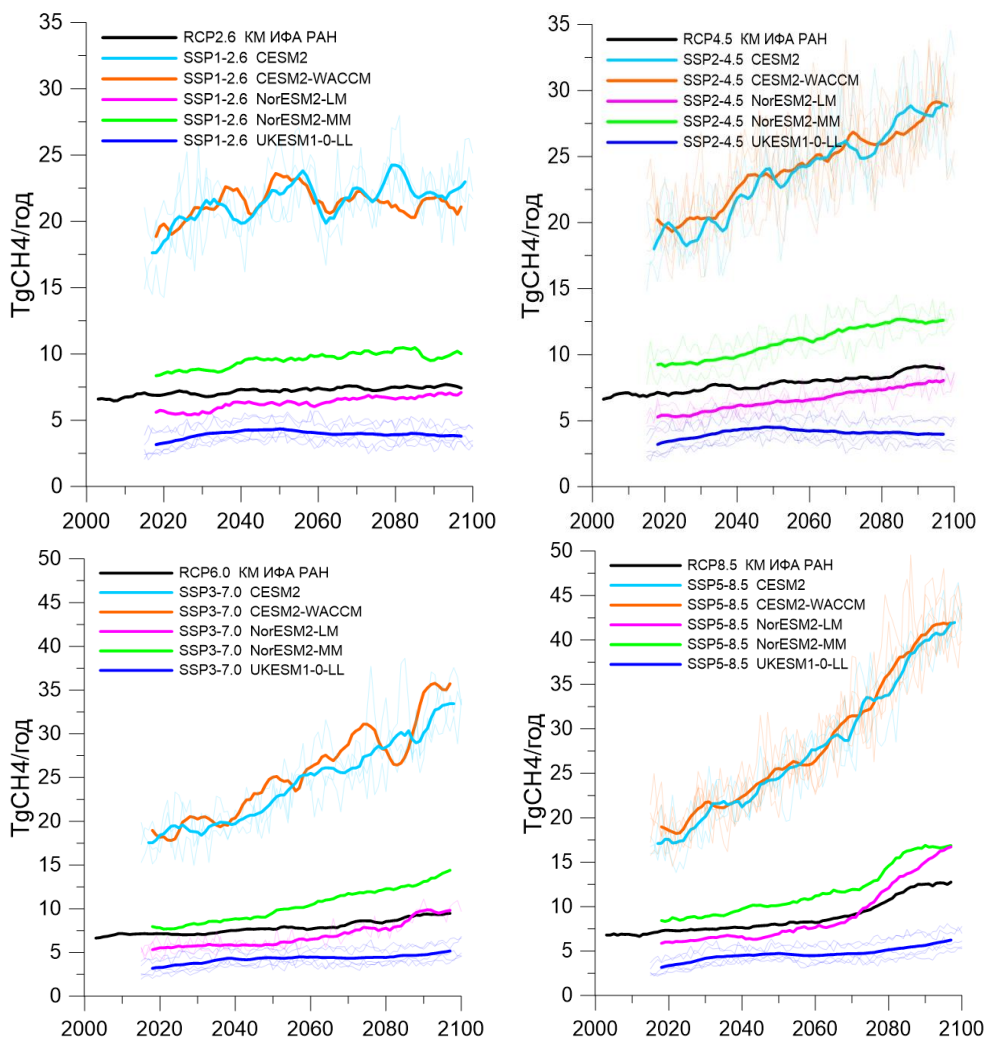 35
30
25
20
15
10
5
0
TgCH4/год
RCP2.6 КМ ИФА РАН
SSP1-2.6 CESM2
SSP1-2.6 CESM2-WACCM
SSP1-2.6 NorESM2-LM
SSP1-2.6 NorESM2-MM
SSP1-2.6 UKESM1-0-LL
2000 2020 2040 2060 2080 2100
35
30
25
20
15
10
5
0
TgCH4/год
RCP4.5 КМ ИФА РАН
SSP2-4.5 CESM2
SSP2-4.5 CESM2-WACCM
SSP2-4.5 NorESM2-LM
SSP2-4.5 NorESM2-MM
SSP2-4.5 UKESM1-0-LL
2000 2020 2040 2060 2080 2100
50
45
40
35
30
25
20
15
10
5
0
TgCH4/год
RCP6.0 КМ ИФА РАН
SSP3-7.0 CESM2
SSP3-7.0 CESM2-WACCM
SSP3-7.0 NorESM2-LM
SSP3-7.0 NorESM2-MM
SSP3-7.0 UKESM1-0-LL
2000 2020 2040 2060 2080 2100
50
45
40
35
30
25
20
15
10
5
0
TgCH4/год
RCP8.5 КМ ИФА РАН
SSP5-8.5 CESM2
SSP5-8.5 CESM2-WACCM
SSP5-8.5 NorESM2-LM
SSP5-8.5 NorESM2-MM
SSP5-8.5 UKESM1-0-LL
2000 2020 2040 2060 2080 2100